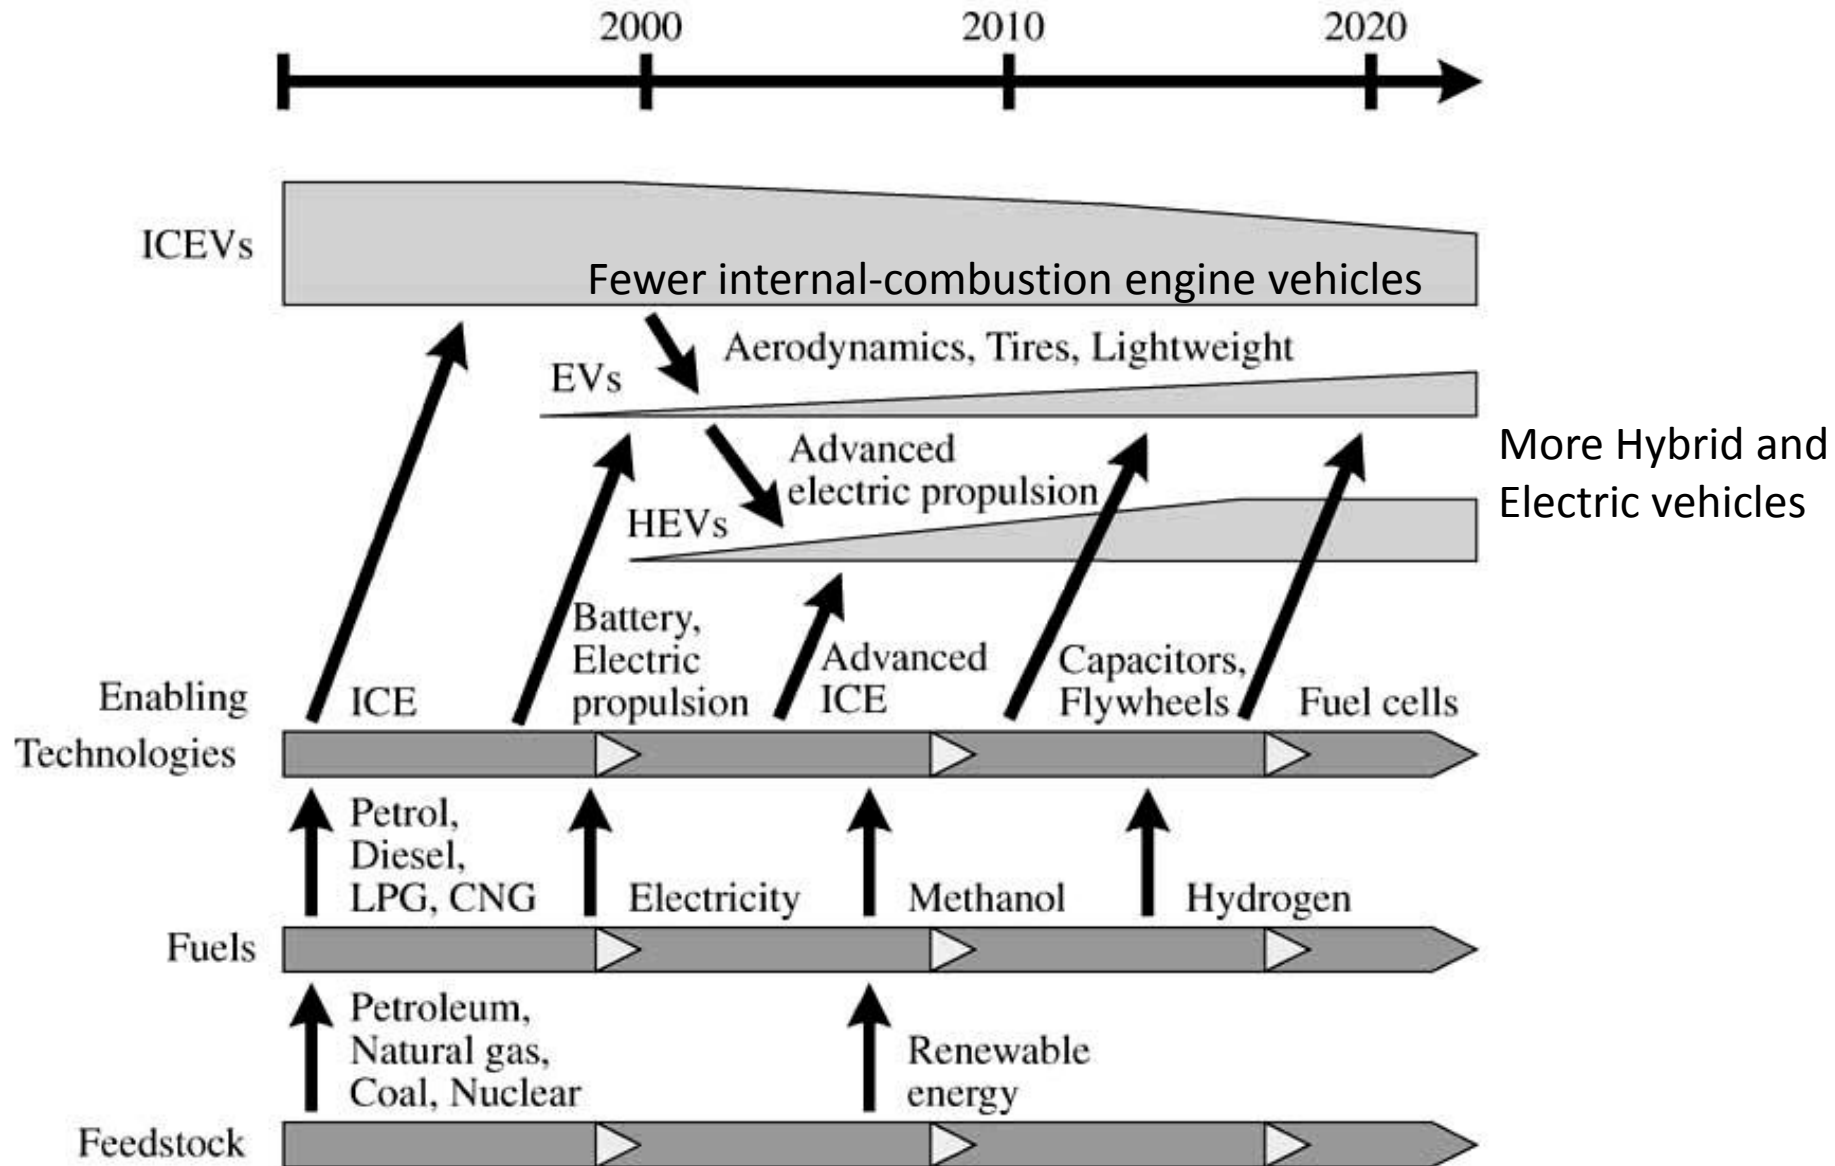 2000
2010
2020
ICEVs
Fewer internal-combustion engine vehicles
Aerodynamics, Tires, Lightweight
EVs
Advanced
electric propulsion
More Hybrid and
Electric vehicles
HEVs
Battery,
Electric
propulsion
Advanced
ICE
Capacitors,
Flywheels
Fuel cells
Enabling
Technologies
ICE
Petrol,
Diesel,
LPG, CNG
Electricity
Methanol
Hydrogen
Fuels
Petroleum,
Natural gas,
Coal, Nuclear
Renewable
energy
Feedstock